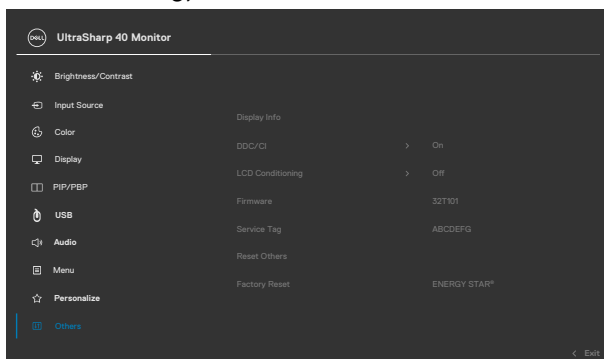 DELL UltraSharp 40 Monitor
Brightness/Contrast
Input Source
Color
Display
PIP/PBP
USB
Audio
Menu
Personalize
Others
Display Info
DDC/CI > On
LCD Conditioning > Off
Firmware 32T101
Service Tag ABCDEFG
Reset Others
Factory Reset ENERGY STAR®
< Exit